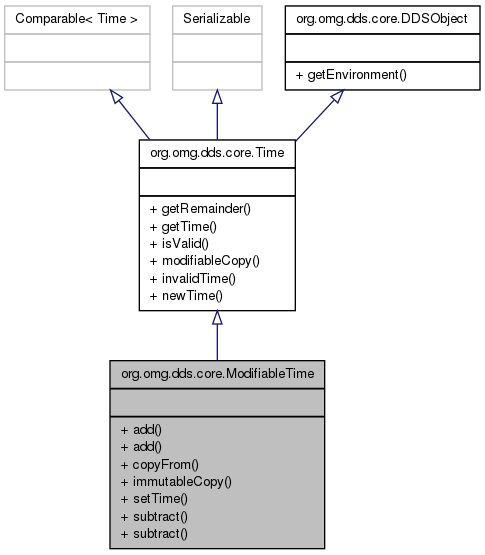 Comparable< Time >
Serializable
org.omg.dds.core.DDSObject
+ getEnvironment()
org.omg.dds.core.Time
+ getRemainder()
+ getTime()
+ isValid()
+ modifiableCopy()
+ invalidTime()
+ newTime()
org.omg.dds.core.ModifiableTime
+ add()
+ add()
+ copyFrom()
+ immutableCopy()
+ setTime()
+ subtract()
+ subtract()